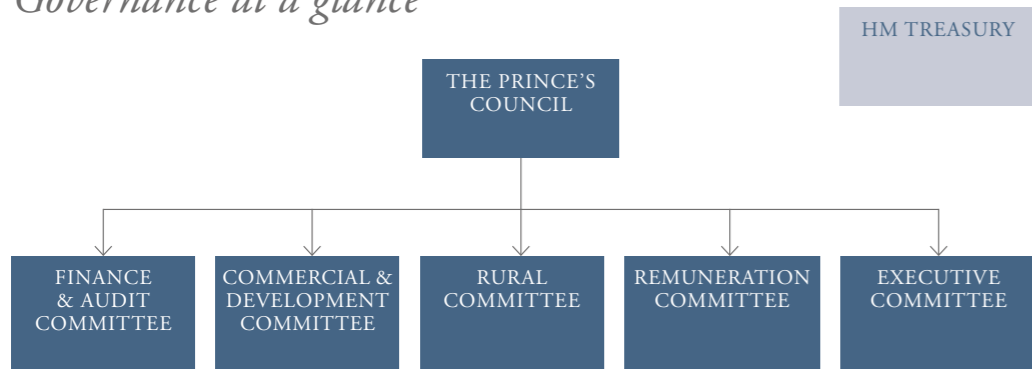 Governance at a glance
HM TREASURY
THE PRINCE’S
COUNCIL
FINANCE
& AUDIT
COMMITTEE
COMMERCIAL &
DEVELOPMENT
COMMITTEE
RURAL
COMMITTEE
REMUNERATION
COMMITTEE
EXECUTIVE
COMMITTEE